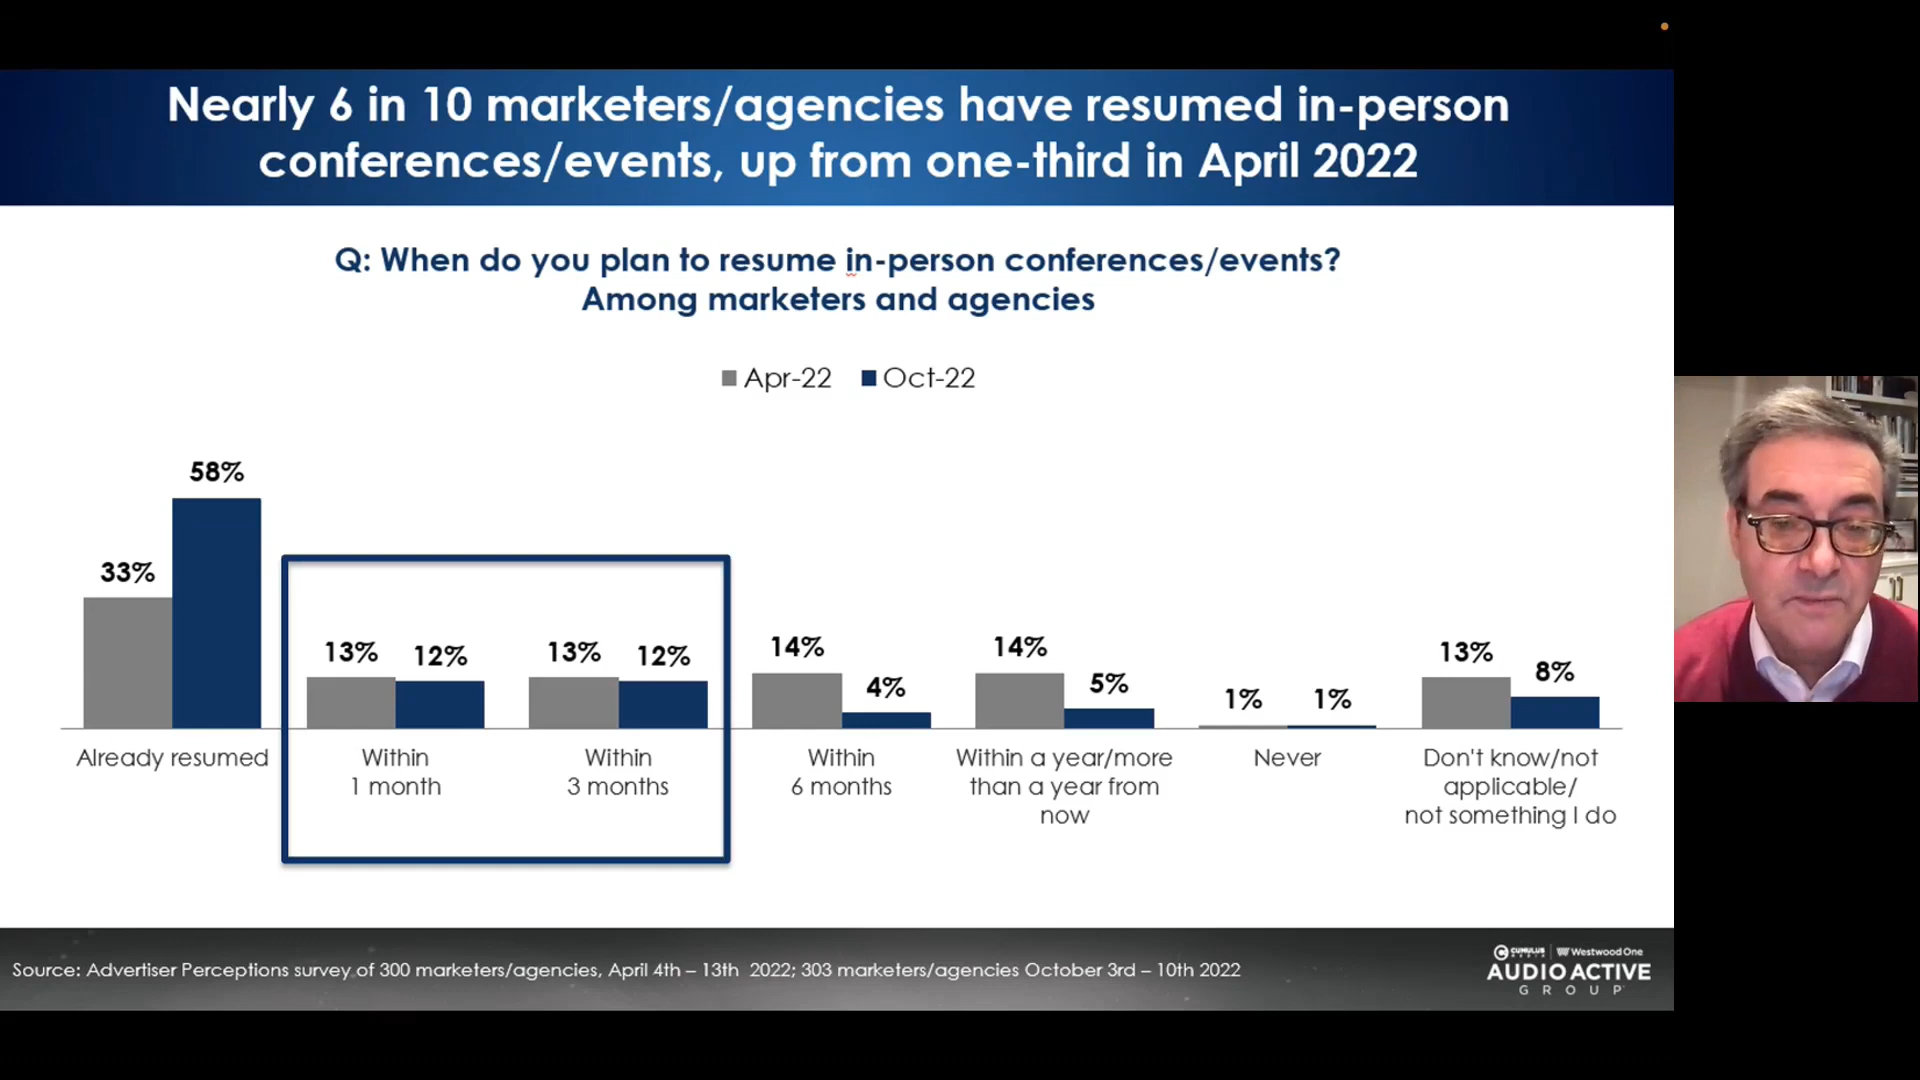 Nearly 6 in 10 marketers/agencies have resumed in-person
conferences/events, up from one-third in April 2022
Q: When do you plan to resume in-person conferences/events?
Among marketers and agencies
Apr-22 Oct-22
33% 58%
13% 12%
13% 12%
14% 4%
14% 5%
1% 1%
13% 8%
Already resumed
Within
1 month
Within
3 months
Within
6 months
Within a year/more
than a year from
now
Never
Don't know/not
applicable/
not something I do
Source: Advertiser Perceptions survey of 300 marketers/agencies, April 4th – 13th 2022; 303 marketers/agencies October 3rd – 10th 2022
CUMULUS MEDIA | Westwood One
AUDIO ACTIVE
GROUP